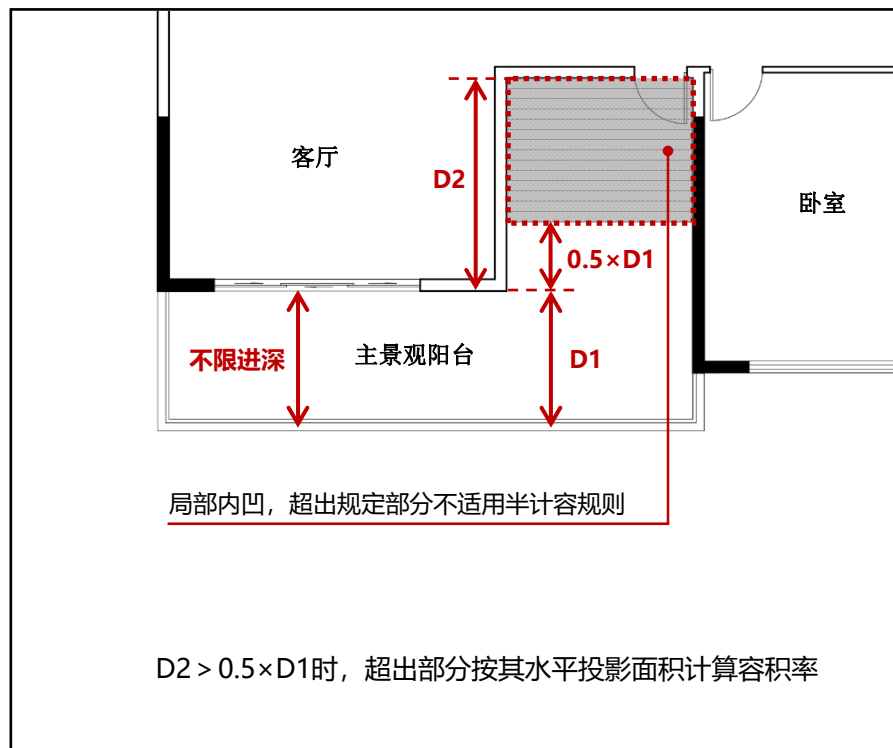 客厅
D2
卧室
0.5×D1
不限进深
主景观阳台
D1
局部内凹，超出规定部分不适用半计容规则
D2＞0.5×D1时，超出部分按其水平投影面积计算容积率